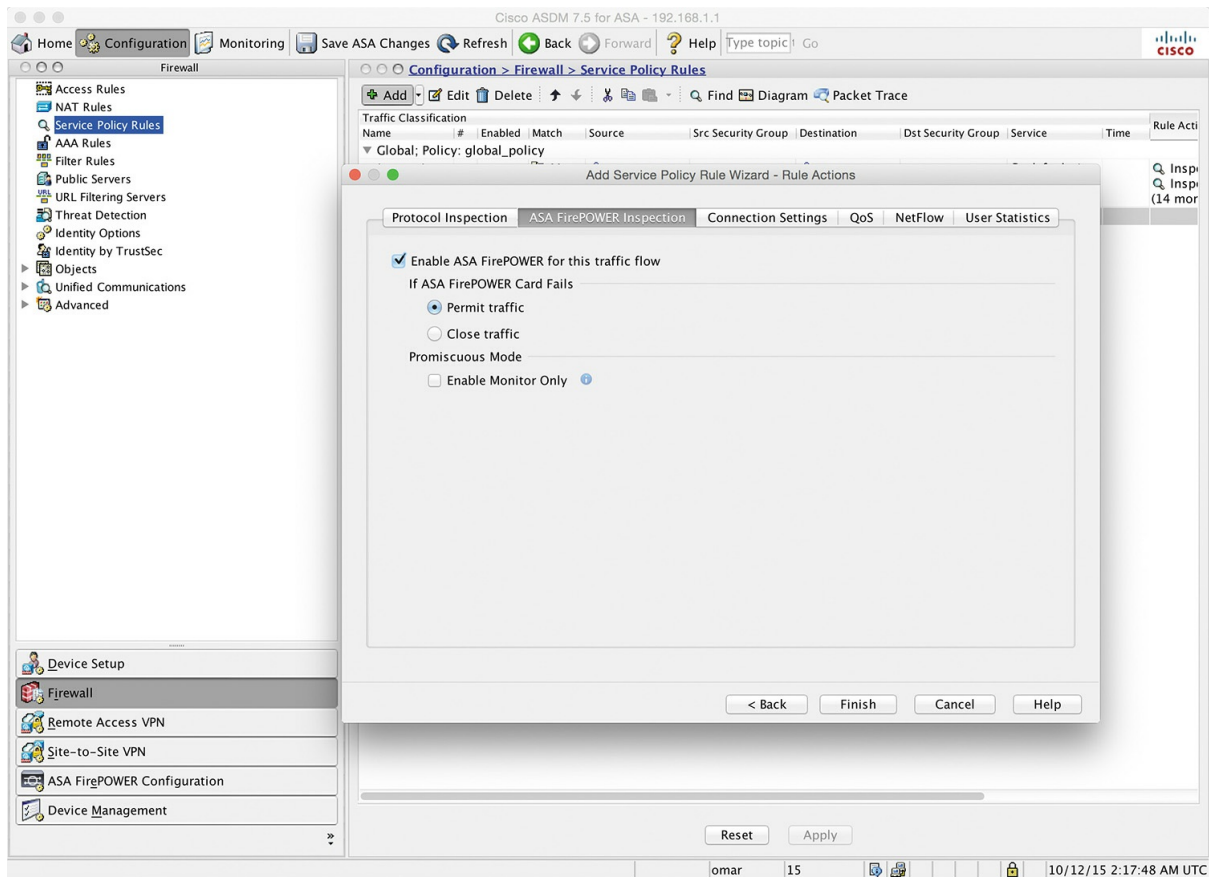 Cisco ASDM 7.5 for ASA - 192.168.1.1
Home Configuration Monitoring Save ASA Changes Refresh Back Forward Help Type topic Go
CISCO
Firewall
Access Rules
NAT Rules
Service Policy Rules
AAA Rules
Filter Rules
Public Servers
URL Filtering Servers
Threat Detection
Identity Options
Identity by TrustSec
Objects
Unified Communications
Advanced
Device Setup
Firewall
Remote Access VPN
Site-to-Site VPN
ASA FirePOWER Configuration
Device Management
Configuration > Firewall > Service Policy Rules
Add Edit Delete Find Diagram Packet Trace
Traffic Classification
Name # Enabled Match Source Src Security Group Destination Dst Security Group Service Time Rule Acti
Global; Policy: global_policy
Insp
Insp
(14 mor
Add Service Policy Rule Wizard - Rule Actions
Protocol Inspection ASA FirePOWER Inspection Connection Settings QoS NetFlow User Statistics
Enable ASA FirePOWER for this traffic flow
If ASA FirePOWER Card Fails
Permit traffic
Close traffic
Promiscuous Mode
Enable Monitor Only
< Back Finish Cancel Help
Reset Apply
omar 15 10/12/15 2:17:48 AM UTC